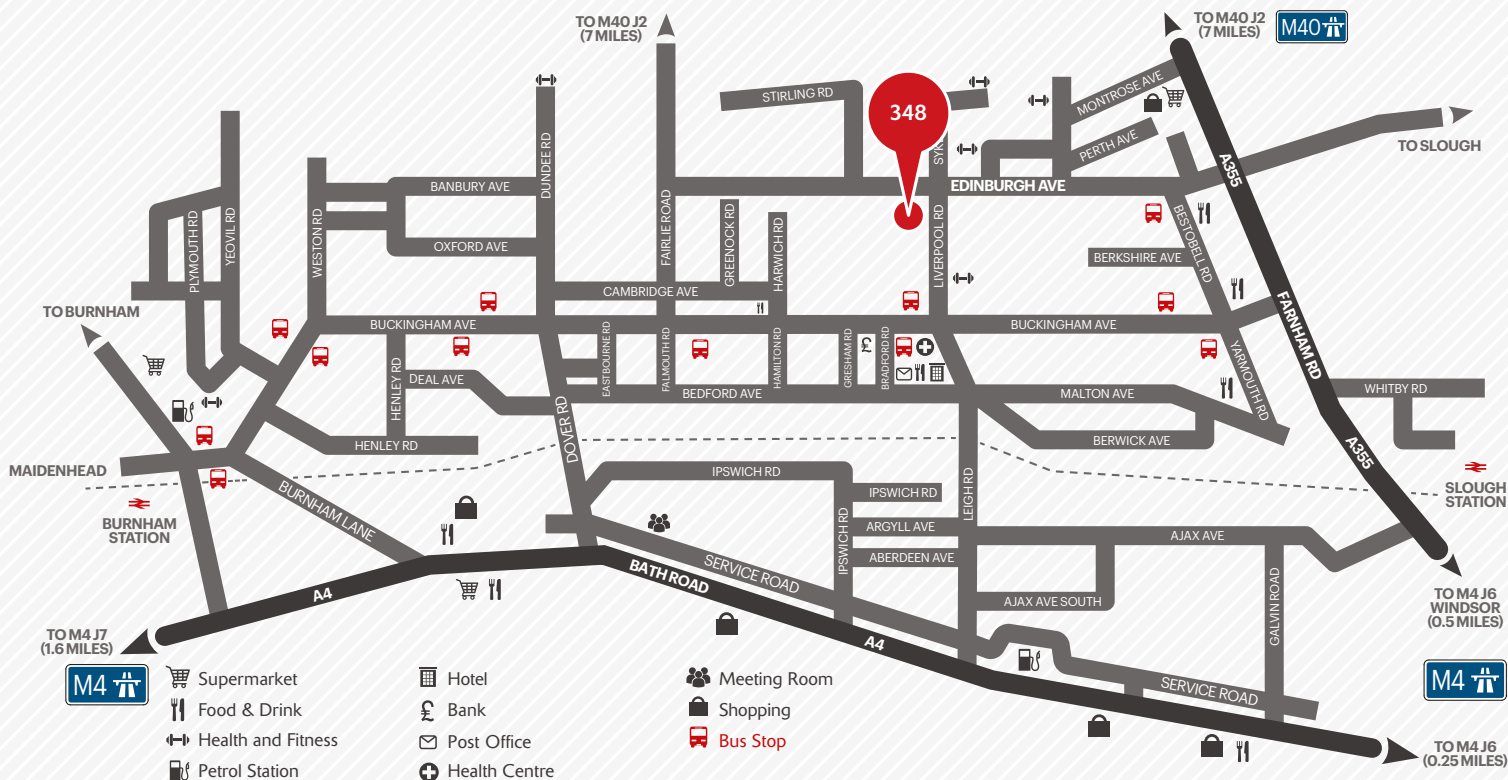 TO M40 J2
(7 MILES)
TO M40 J2
(7 MILES)
M40
MONTROSE AVE
STIRLING RD
348
PERTH AVE
TO SLOUGH
A355
DUNDEE RD
BANBURY AVE
EDINBURGH AVE
PLYMOUTH RD
YEOVIL RD
WESTON RD
FAIRLIE ROAD
GREENOCK RD
HARWICH RD
LIVERPOOL RD
BESTOBELL RD
OXFORD AVE
BERKSHIRE AVE
CAMBRIDGE AVE
TO BURNHAM
BUCKINGHAM AVE
BUCKINGHAM AVE
FARNHAM RD
EASTBOURNE RD
FALMOUTH RD
HAMILTON RD
GRESHAM RD
BRADFORD RD
YARMOUTH RD
HENLEY RD
DEAL AVE
BEDFORD AVE
MALTON AVE
WHITBY RD
DOVER RD
HENLEY RD
BERWICK AVE
A355
MAIDENHEAD
IPSWICH RD
IPSWICH RD
LEIGH RD
SLOUGH
STATION
BURNHAM
STATION
BURNHAM LANE
IPSWICH RD
ARGYLL AVE
AJAX AVE
ABERDEEN AVE
SERVICE ROAD
BATH ROAD
A4
AJAX AVE SOUTH
GALVIN ROAD
TO M4 J6
WINDSOR
(0.5 MILES)
TO M4 J7
(1.6 MILES)
A4
M4
M4
SERVICE ROAD
TO M4 J6
(0.25 MILES)
Supermarket
Food & Drink
Health and Fitness
Petrol Station
Hotel
£ Bank
Post Office
Health Centre
Meeting Room
Shopping
Bus Stop